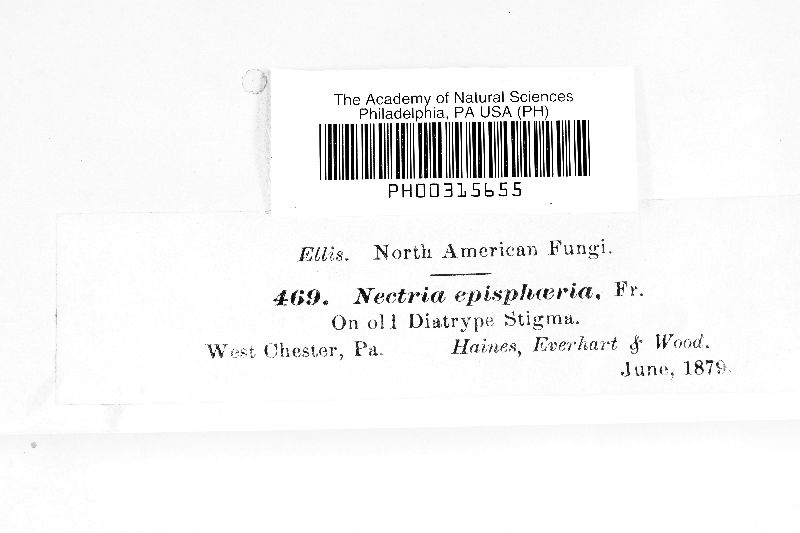 The Academy of Natural Sciences
Philadelphia, PA USA (PH)
PH00315655
Ellis. North American Fungi.
469. Nectria episphæria, Fr.
On oll Diatrype Stigma.
West Chester, Pa. Haines, Everhart & Wood.
June, 1879.